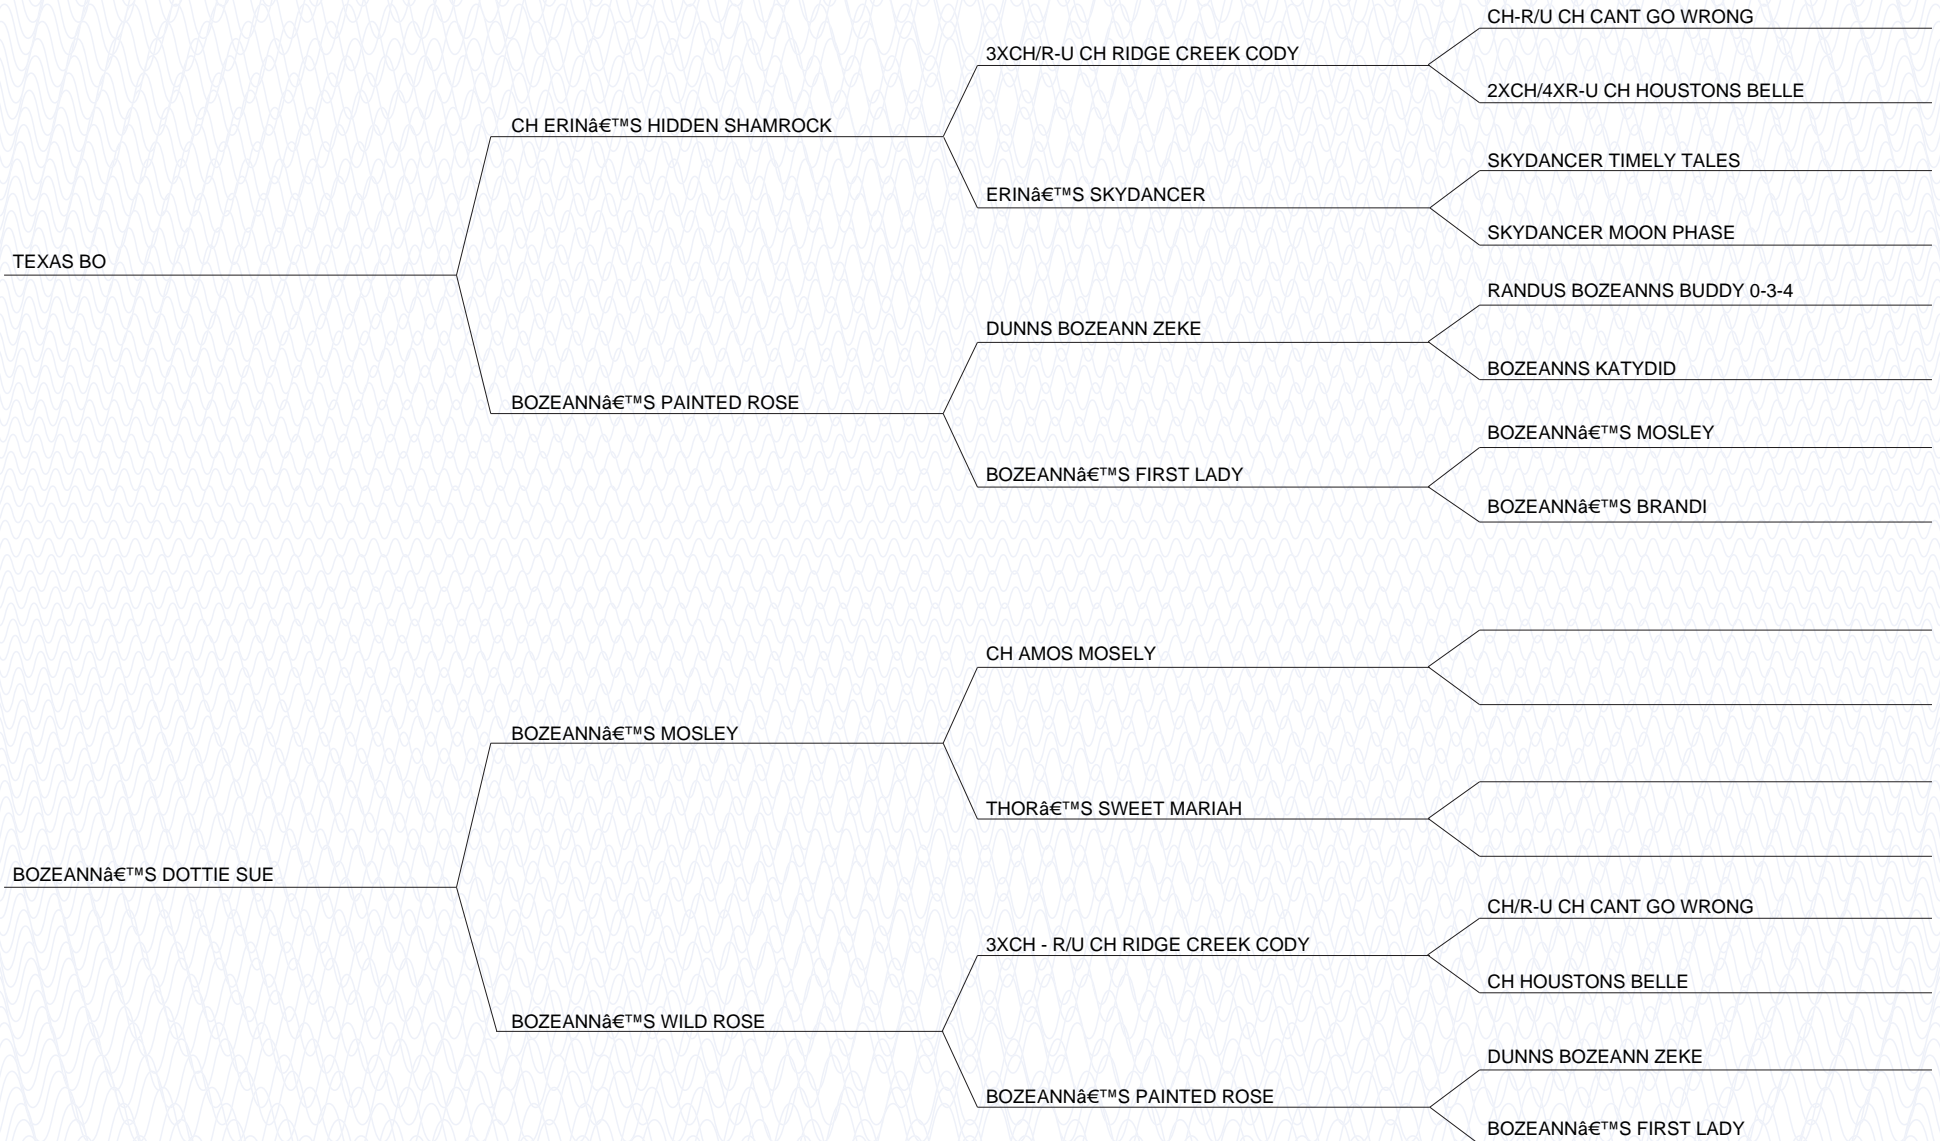 CH-R/U CH CANT GO WRONG
3XCH/R-U CH RIDGE CREEK CODY
2XCH/4XR-U CH HOUSTONS BELLE
CH ERINâ€™S HIDDEN SHAMROCK
SKYDANCER TIMELY TALES
ERINâ€™S SKYDANCER
SKYDANCER MOON PHASE
TEXAS BO
RANDUS BOZEANNS BUDDY 0-3-4
DUNNS BOZEANN ZEKE
BOZEANNS KATYDID
BOZEANNâ€™S PAINTED ROSE
BOZEANNâ€™S MOSLEY
BOZEANNâ€™S FIRST LADY
BOZEANNâ€™S BRANDI
CH AMOS MOSELY
BOZEANNâ€™S MOSLEY
THORâ€™S SWEET MARIAH
BOZEANNâ€™S DOTTIE SUE
CH/R-U CH CANT GO WRONG
3XCH - R/U CH RIDGE CREEK CODY
CH HOUSTONS BELLE
BOZEANNâ€™S WILD ROSE
DUNNS BOZEANN ZEKE
BOZEANNâ€™S PAINTED ROSE
BOZEANNâ€™S FIRST LADY